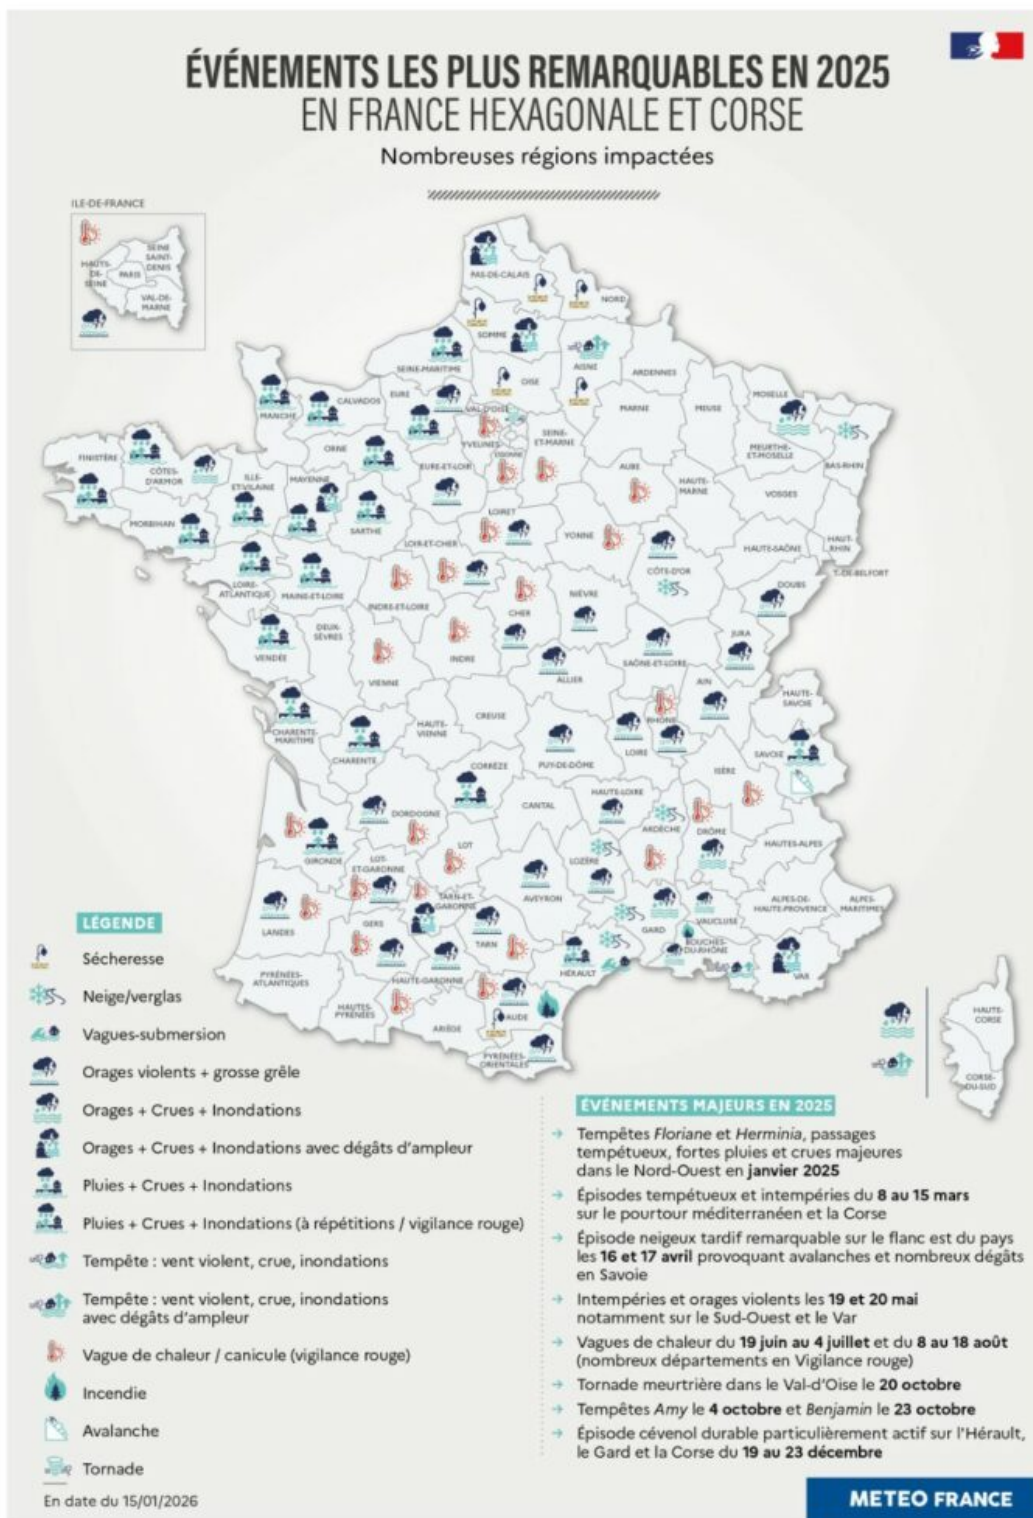 ÉVÉNEMENTS LES PLUS REMARQUABLES EN 2025
EN FRANCE HEXAGONALE ET CORSE
Nombreuses régions impactées
ILE-DE-FRANCE
HAUTS-
DE-
SEINE
PARIS
SEINE
SAINT-
DENIS
VAL-DE-
MARNE
PAS-DE-CALAIS
NORD
SOMME
SEINE-MARITIME
OISE
AISNE
ARDENNES
MANCHE
CALVADOS
EURE
VAL-D'OISE
YVELINES
ESSONNE
SEINE-
ET-MARNE
MARNE
MEUSE
MOSELLE
MEURTHE-
ET-MOSELLE
BAS-RHIN
FINISTÈRE
CÔTES-
D'ARMOR
ILLE-
ET-VILAINE
MAYENNE
ORNE
EURE-ET-LOIR
AUBE
HAUTE-
MARNE
VOSGES
MORBIHAN
SARTHE
LOIRET
YONNE
HAUTE-SAÔNE
HAUT-
RHIN
T.-DE-BELFORT
LOIRE-
ATLANTIQUE
MAINE-ET-LOIRE
LOIR-ET-CHER
INDRE-ET-LOIRE
CHER
NIÈVRE
CÔTE-D'OR
DOUBS
VENDÉE
DEUX-
SÈVRES
VIENNE
INDRE
ALLIER
SAÔNE-ET-LOIRE
JURA
AIN
HAUTE-
SAVOIE
CHARENTE-
MARITIME
CHARENTE
HAUTE-
VIENNE
CREUSE
PUY-DE-DÔME
LOIRE
RHÔNE
ISÈRE
SAVOIE
CORRÈZE
CANTAL
HAUTE-LOIRE
ARDÈCHE
DRÔME
HAUTES-ALPES
DORDOGNE
GIRONDE
LOT-
ET-GARONNE
LOT
LOZÈRE
AVEYRON
TARN-ET-
GARONNE
LANDES
GERS
TARN
GARD
VAUCLUSE
ALPES-DE-
HAUTE-PROVENCE
ALPES-
MARITIMES
HÉRAULT
BOUCHES-
DU-RHÔNE
VAR
PYRÉNÉES-
ATLANTIQUES
HAUTES-
PYRÉNÉES
HAUTE-GARONNE
ARIÈGE
AUDE
PYRÉNÉES-
ORIENTALES
HAUTE-
CORSE
CORSE-
DU-SUD
LÉGENDE
Sécheresse
Neige/verglas
Vagues-submersion
Orages violents + grosse grêle
Orages + Crues + Inondations
Orages + Crues + Inondations avec dégâts d'ampleur
Pluies + Crues + Inondations
Pluies + Crues + Inondations (à répétitions / vigilance rouge)
Tempête : vent violent, crue, inondations
Tempête : vent violent, crue, inondations
avec dégâts d'ampleur
Vague de chaleur / canicule (vigilance rouge)
Incendie
Avalanche
Tornade
En date du 15/01/2026
ÉVÉNEMENTS MAJEURS EN 2025
→ Tempêtes Floriane et Herminia, passages
tempétueux, fortes pluies et crues majeures
dans le Nord-Ouest en janvier 2025
→ Épisodes tempétueux et intempéries du 8 au 15 mars
sur le pourtour méditerranéen et la Corse
→ Épisode neigeux tardif remarquable sur le flanc est du pays
les 16 et 17 avril provoquant avalanches et nombreux dégâts
en Savoie
→ Intempéries et orages violents les 19 et 20 mai
notamment sur le Sud-Ouest et le Var
→ Vagues de chaleur du 19 juin au 4 juillet et du 8 au 18 août
(nombreux départements en Vigilance rouge)
→ Tornade meurtrière dans le Val-d'Oise le 20 octobre
→ Tempêtes Amy le 4 octobre et Benjamin le 23 octobre
→ Épisode cévenol durable particulièrement actif sur l'Hérault,
le Gard et la Corse du 19 au 23 décembre
METEO FRANCE